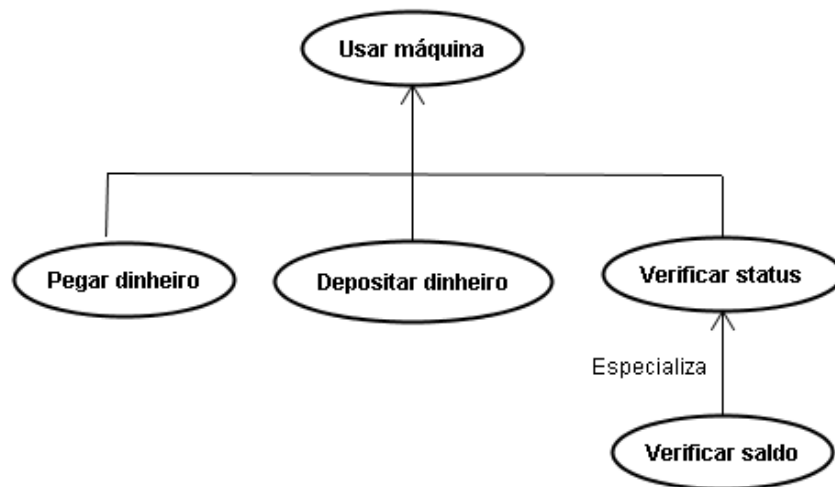 Usar máquina
Pegar dinheiro
Depositar dinheiro
Verificar status
Especializa
Verificar saldo